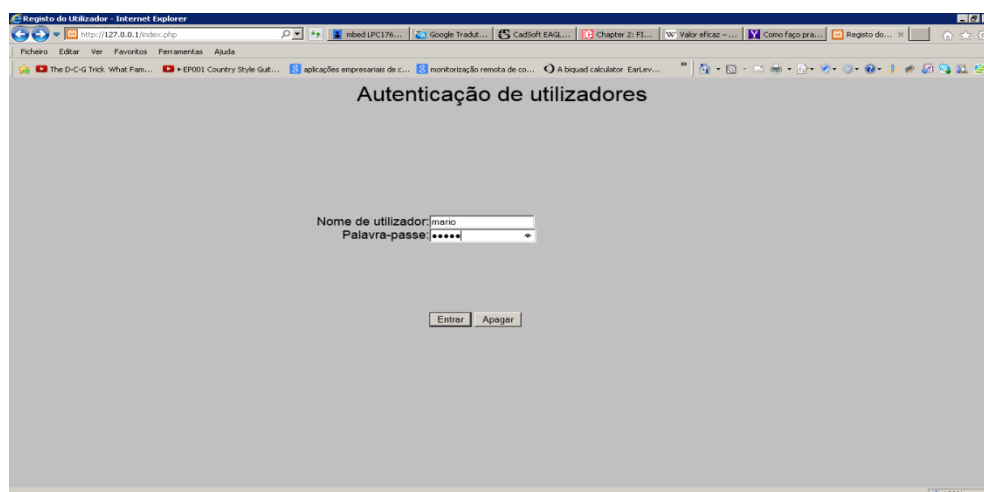 Registo do Utilizador - Internet Explorer
http://127.0.0.1/index.php
mbed LPC176... Google Tradut... CadSoft EAGL... Chapter 2: FI... Valor eficaz – ... Como faço pra... Registo do...
Ficheiro Editar Ver Favoritos Ferramentas Ajuda
The D-C-G Trick What Fam... EP001 Country Style Guit... aplicações empresariais de c... monitorização remota de co... A biquad calculator EarLev...
Autenticação de utilizadores
Nome de utilizador: mario
Palavra-passe: •••••
Entrar Apagar